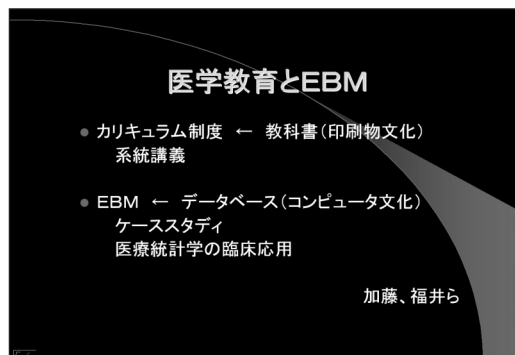 医学教育とEBM
● カリキュラム制度 ← 教科書(印刷物文化)
系統講義
● EBM ← データベース(コンピュータ文化)
ケーススタディ
医療統計学の臨床応用
加藤、福井ら